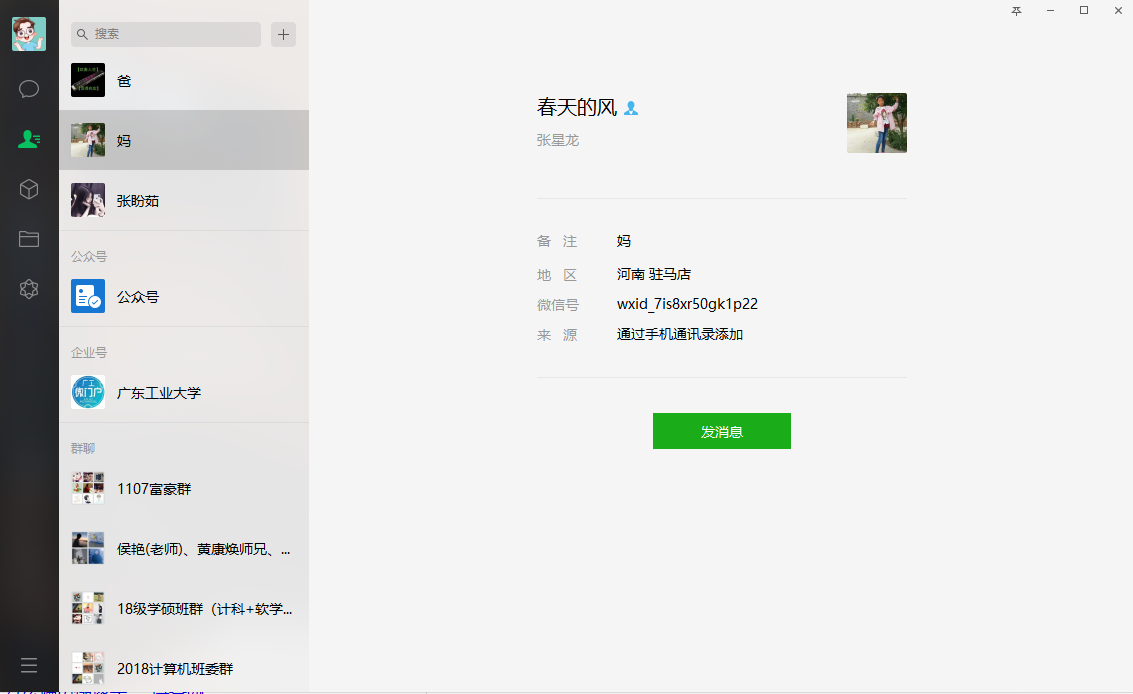 搜索
爸
妈
张盼茹
公众号
公众号
企业号
广东工业大学
群聊
1107富豪群
侯艳(老师)、黄康焕师兄、...
18级学硕班群（计科+软学...
2018计算机班委群
春天的风
张星龙
备 注 妈
地 区 河南 驻马店
微信号 wxid_7is8xr50gk1p22
来 源 通过手机通讯录添加
发消息